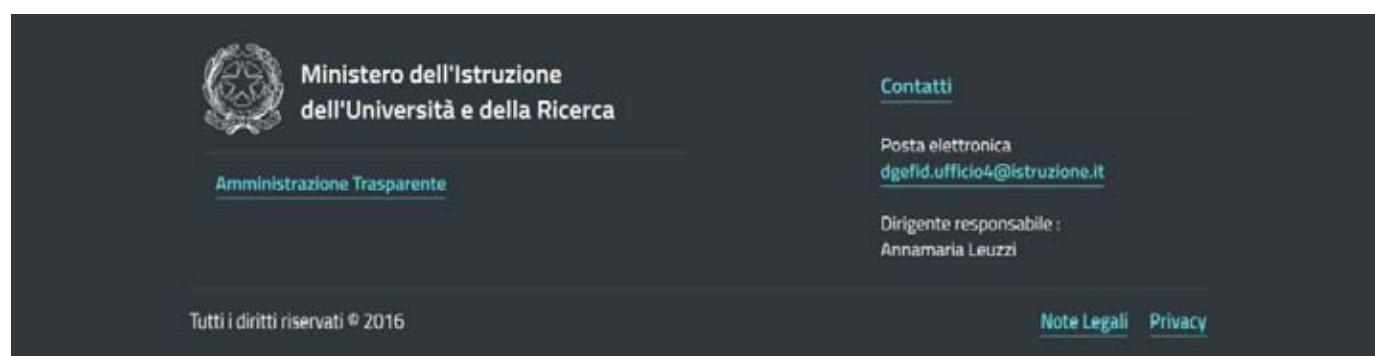 Ministero dell'Istruzione
dell'Università e della Ricerca
Amministrazione Trasparente
Contatti
Posta elettronica
dgefid.ufficio4@istruzione.it
Dirigente responsabile :
Annamaria Leuzzi
Tutti i diritti riservati © 2016
Note Legali Privacy